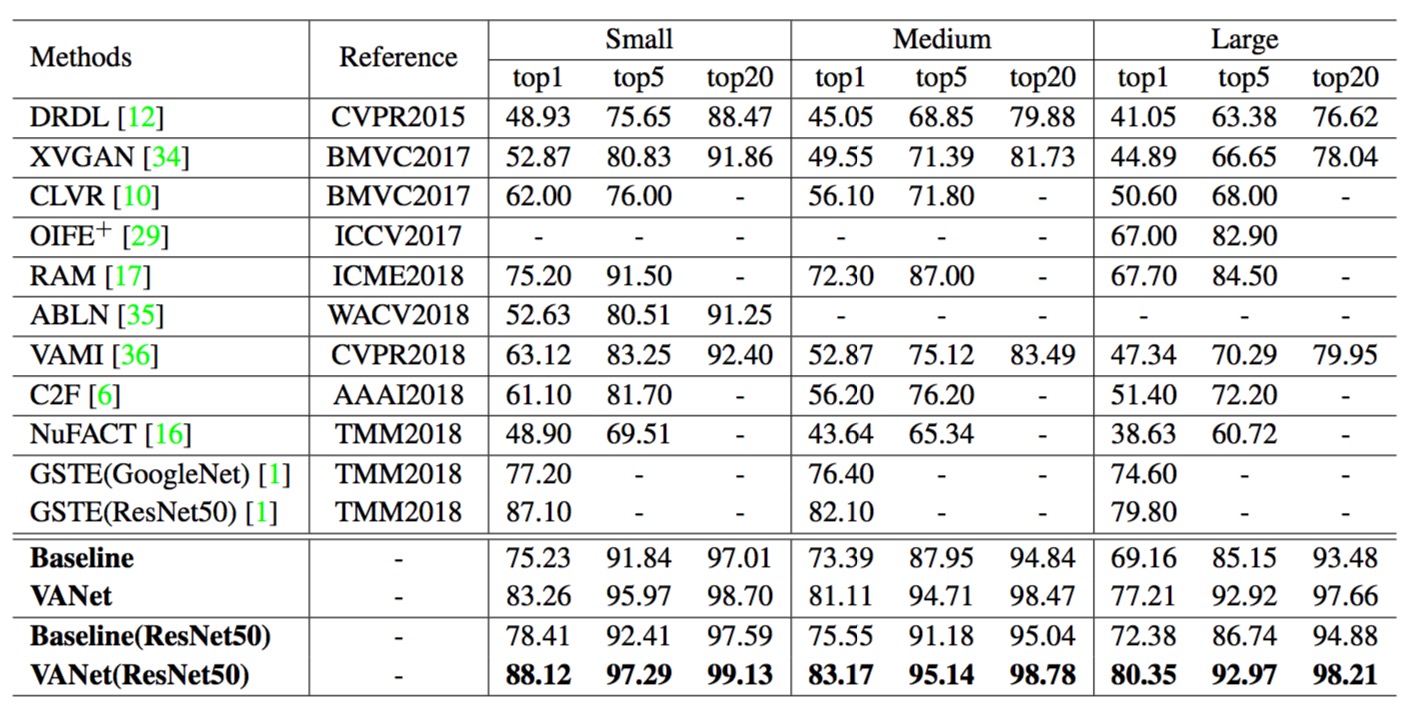 Methods Reference Small Medium Large
top1 top5 top20 top1 top5 top20 top1 top5 top20
DRDL [12] CVPR2015 48.93 75.65 88.47 45.05 68.85 79.88 41.05 63.38 76.62
XVGAN [34] BMVC2017 52.87 80.83 91.86 49.55 71.39 81.73 44.89 66.65 78.04
CLVR [10] BMVC2017 62.00 76.00 - 56.10 71.80 - 50.60 68.00 -
OIFE+ [29] ICCV2017 - - - - - - 67.00 82.90
RAM [17] ICME2018 75.20 91.50 - 72.30 87.00 - 67.70 84.50 -
ABLN [35] WACV2018 52.63 80.51 91.25 - - - - - -
VAMI [36] CVPR2018 63.12 83.25 92.40 52.87 75.12 83.49 47.34 70.29 79.95
C2F [6] AAAI2018 61.10 81.70 - 56.20 76.20 - 51.40 72.20 -
NuFACT [16] TMM2018 48.90 69.51 - 43.64 65.34 - 38.63 60.72 -
GSTE(GoogleNet) [1] TMM2018 77.20 - - 76.40 - - 74.60 - -
GSTE(ResNet50) [1] TMM2018 87.10 - - 82.10 - - 79.80 - -
Baseline - 75.23 91.84 97.01 73.39 87.95 94.84 69.16 85.15 93.48
VANet - 83.26 95.97 98.70 81.11 94.71 98.47 77.21 92.92 97.66
Baseline(ResNet50) - 78.41 92.41 97.59 75.55 91.18 95.04 72.38 86.74 94.88
VANet(ResNet50) - 88.12 97.29 99.13 83.17 95.14 98.78 80.35 92.97 98.21